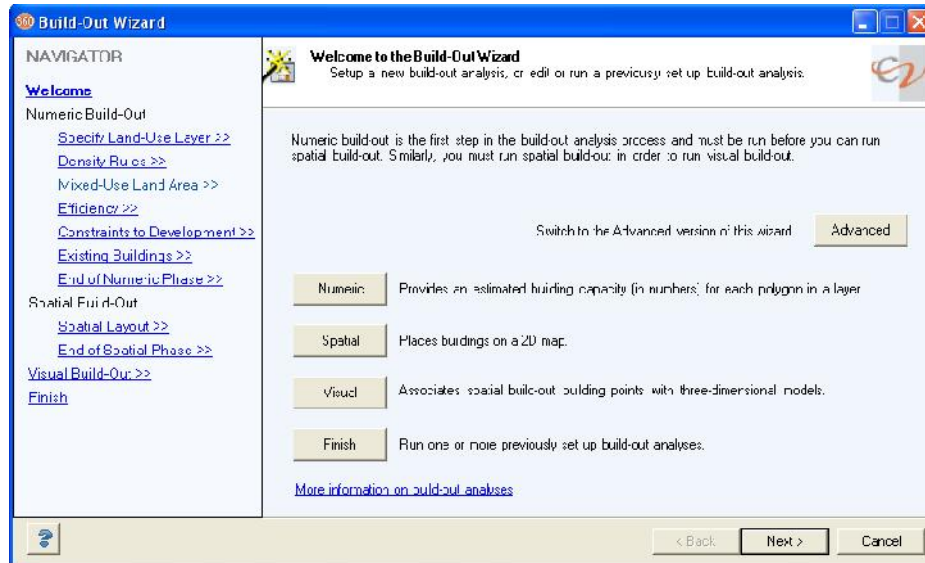 360 Build-Out Wizard
NAVIGATOR
Welcome
Numeric Build-Out
Specify Land-Use Layer >>
Density Rules >>
Mixed-Use Land Area >>
Efficiency >>
Constraints to Development >>
Existing Buildings >>
End of Numeric Phase >>
Spatial Build-Out
Spatial Layout >>
End of Spatial Phase >>
Visual Build-Out >>
Finish
Welcome to the Build-Out Wizard
Setup a new build-out analysis, or edit or run a previously set up build-out analysis.
Numeric build-out is the first step in the build-out analysis process and must be run before you can run
spatial build-out. Similarly, you must run spatial build-out in order to run visual build-out.
Switch to the Advanced version of this wizard
Advanced
Numeric Provides an estimated building capacity (in numbers) for each polygon in a layer
Spatial Places buildings on a 2D map.
Visual Associates spatial build-out building points with three-dimensional models.
Finish Run one or more previously set up build-out analyses.
More information on build-out analyses
?
< Back Next > Cancel